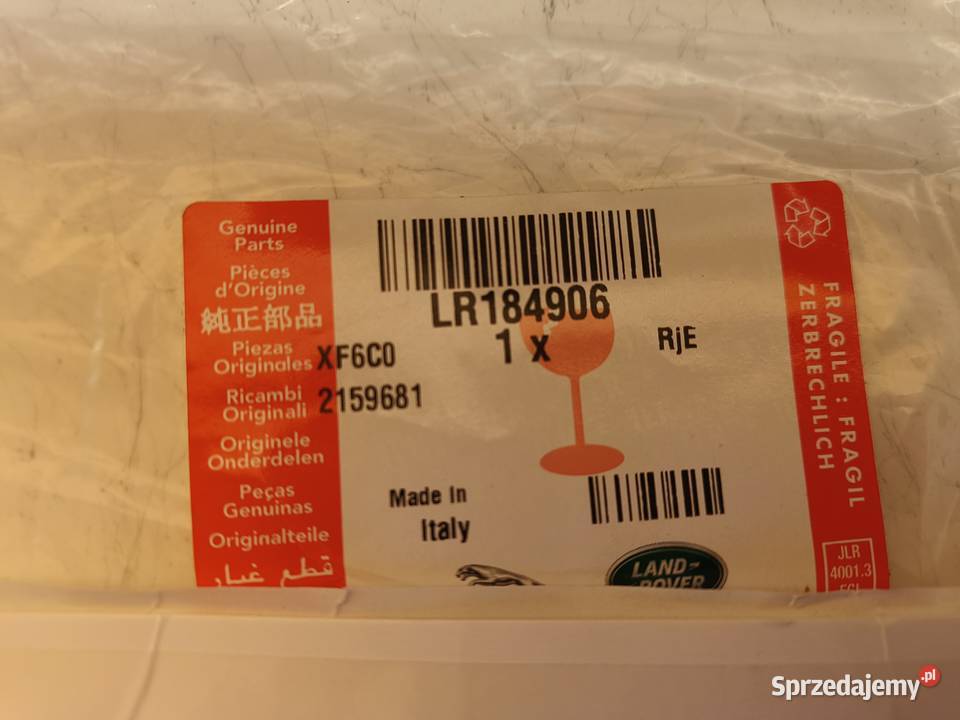 Genuine
Parts
Pièces
d'Origine
純正部品
Piezas
Originales
Ricambi
Originali
Originele
Onderdelen
Peças
Genuinas
Originalteile
قطع غيار
LR184906
1 x
RjE
XF6C0
2159681
Made In
Italy
LAND-
ROVER
FRAGILE : FRAGIL
ZERBRECHLICH
JLR
4001.3
Sprzedajemy.pl